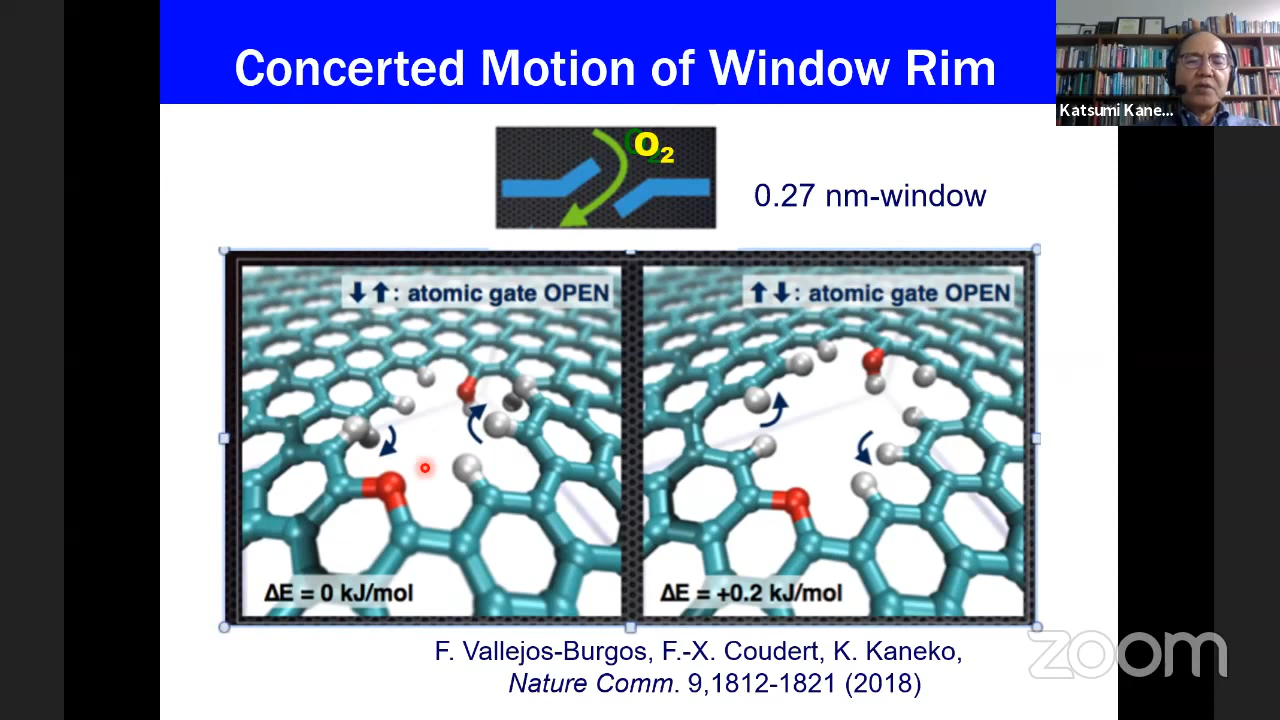 Concerted Motion of Window Rim
Katsumi Kane...
O2
0.27 nm-window
↓↑: atomic gate OPEN
↑↓: atomic gate OPEN
ΔE = 0 kJ/mol
ΔE = +0.2 kJ/mol
F. Vallejos-Burgos, F.-X. Coudert, K. Kaneko,
Nature Comm. 9,1812-1821 (2018)
zoom